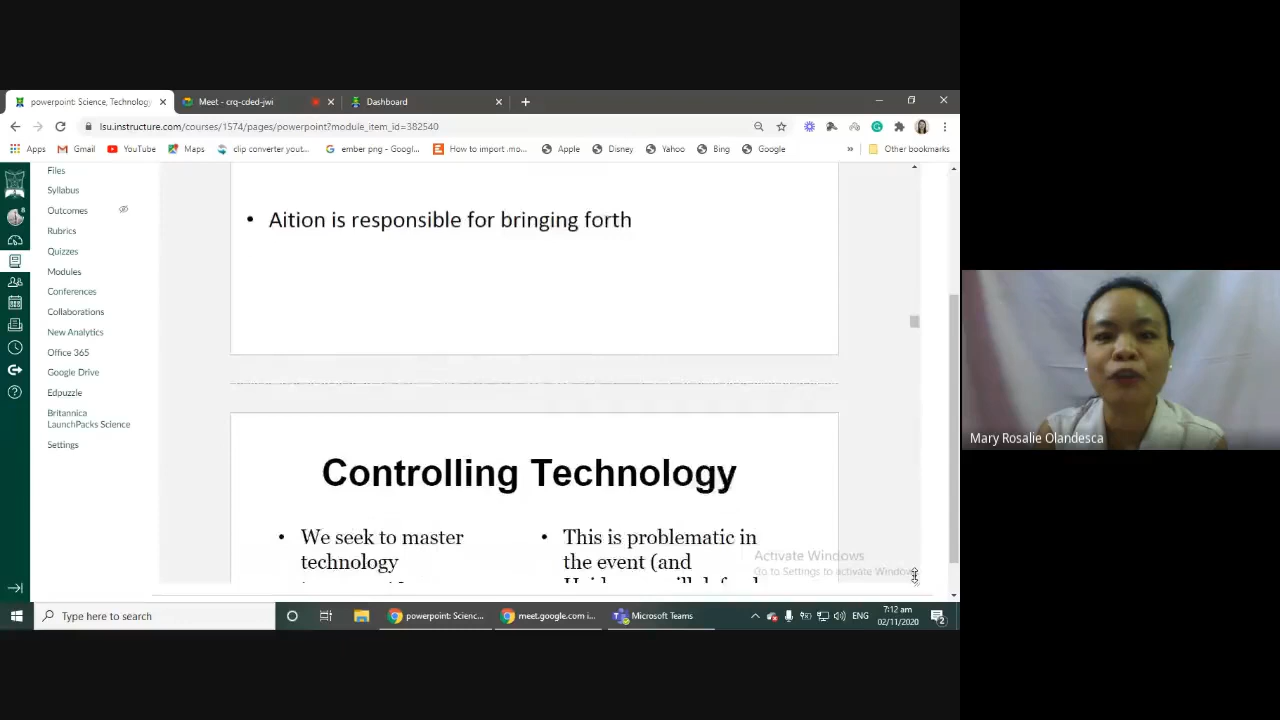 powerpoint: Science, Technology
Meet - crq-cded-jwi
Dashboard
lsu.instructure.com/courses/1574/pages/powerpoint?module_item_id=382540
Apps
Gmail
YouTube
Maps
clip converter yout...
ember png - Googl...
How to import .mo...
Apple
Disney
Yahoo
Bing
Google
»
Other bookmarks
Files
Syllabus
Outcomes
Rubrics
Quizzes
Modules
Conferences
Collaborations
New Analytics
Office 365
Google Drive
Edpuzzle
Britannica
LaunchPacks Science
Settings
• Aition is responsible for bringing forth
Controlling Technology
• We seek to master
technology
• This is problematic in
the event (and
Activate Windows
Go to Settings to activate Windows
Mary Rosalie Olandesca
Type here to search
powerpoint: Scienc...
meet.google.com i...
Microsoft Teams
ENG
7:12 am
02/11/2020
2